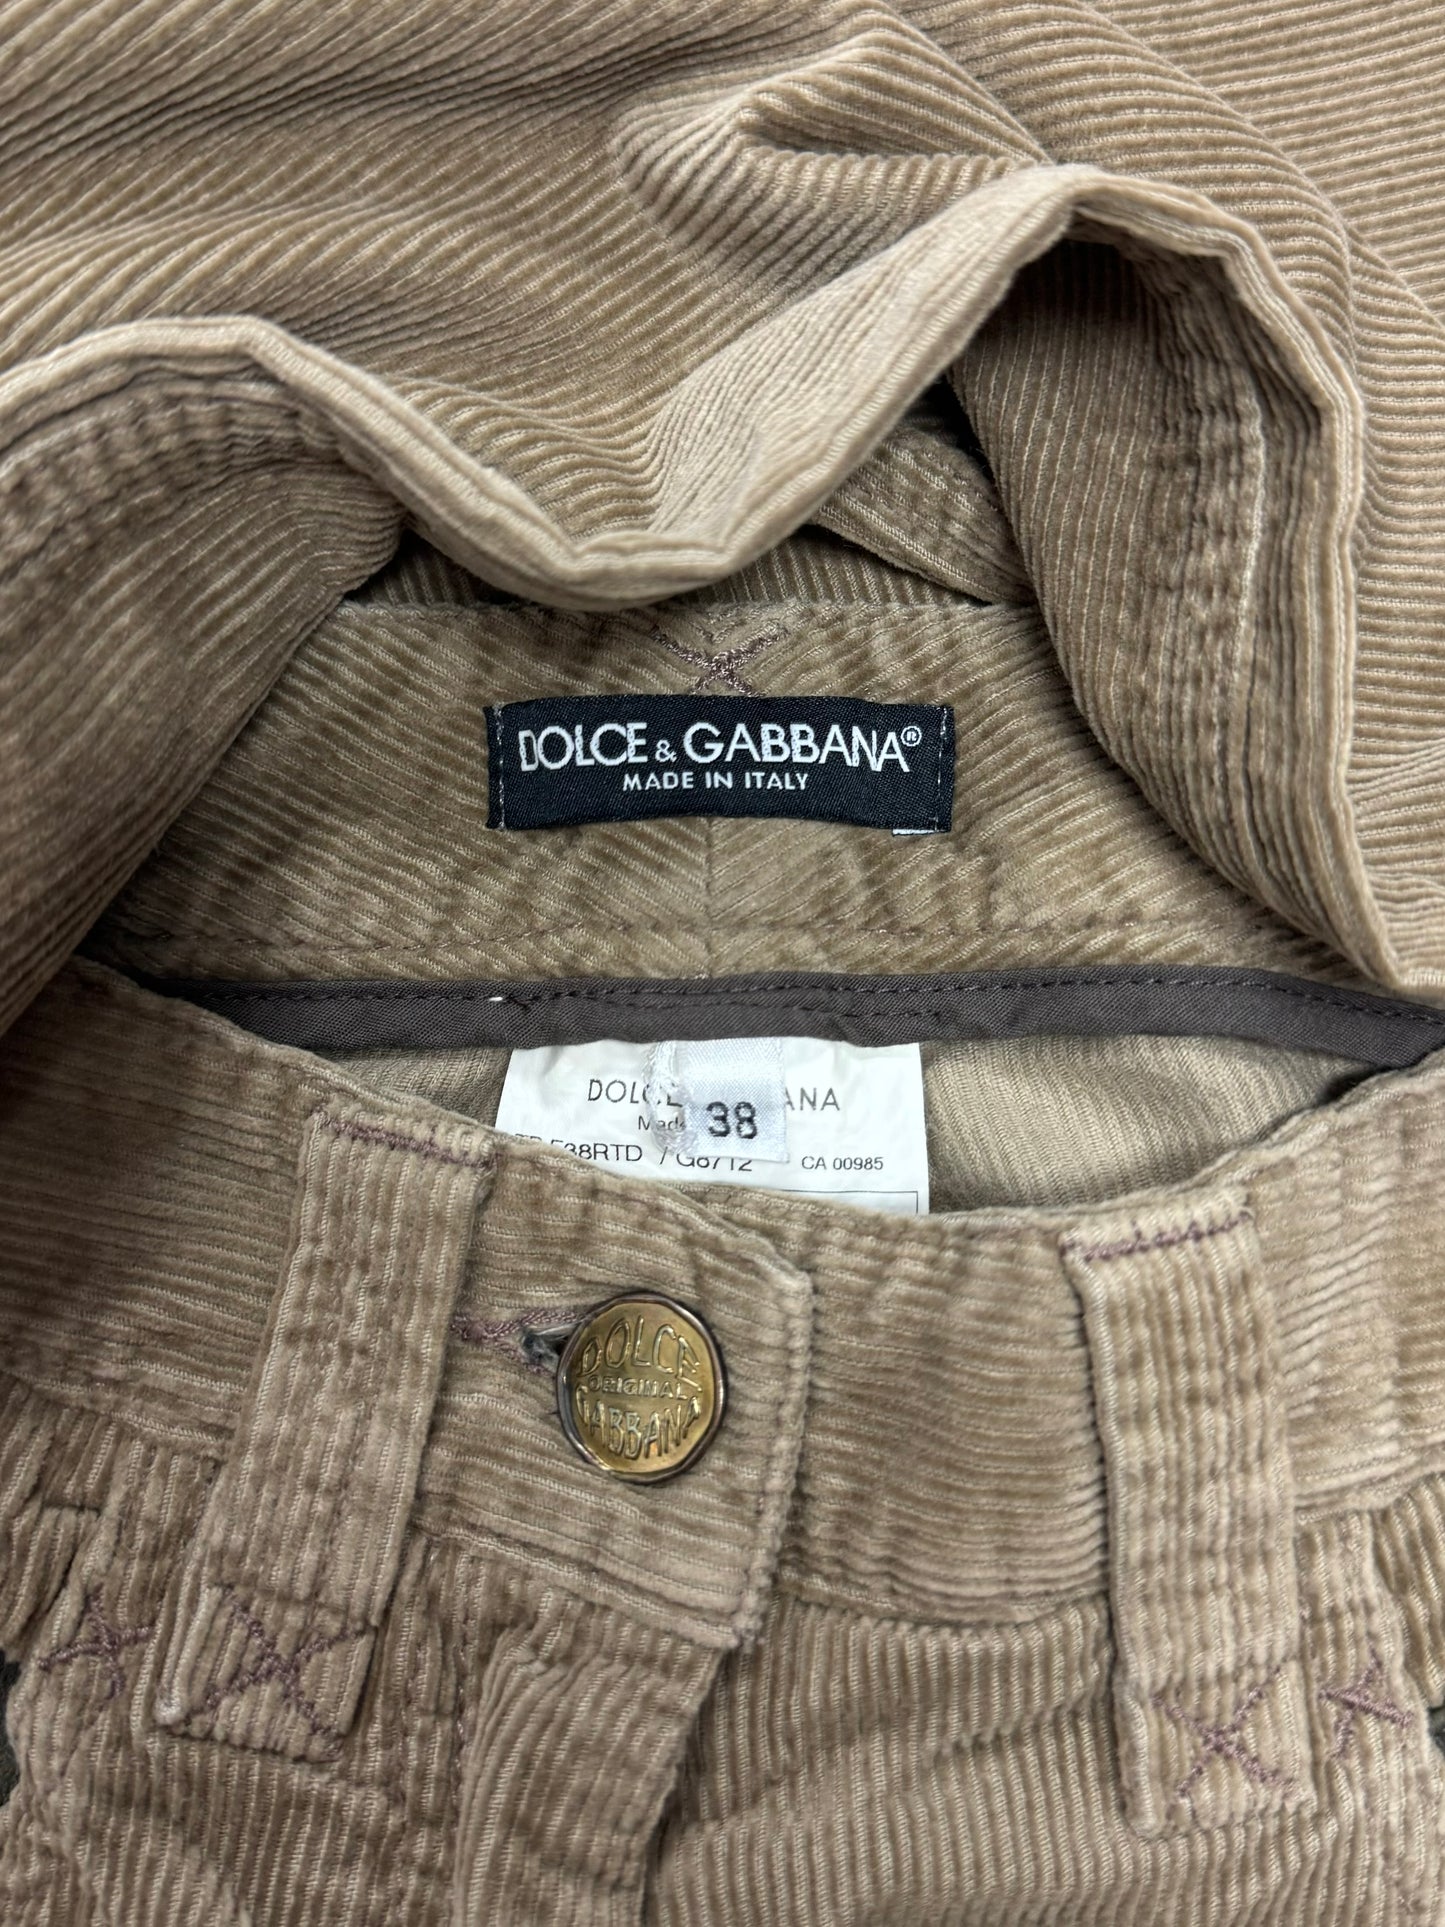 DOLCE & GABBANA®
MADE IN ITALY
38
CA 00985
DOLCE
ORIGINAL
GABBANA